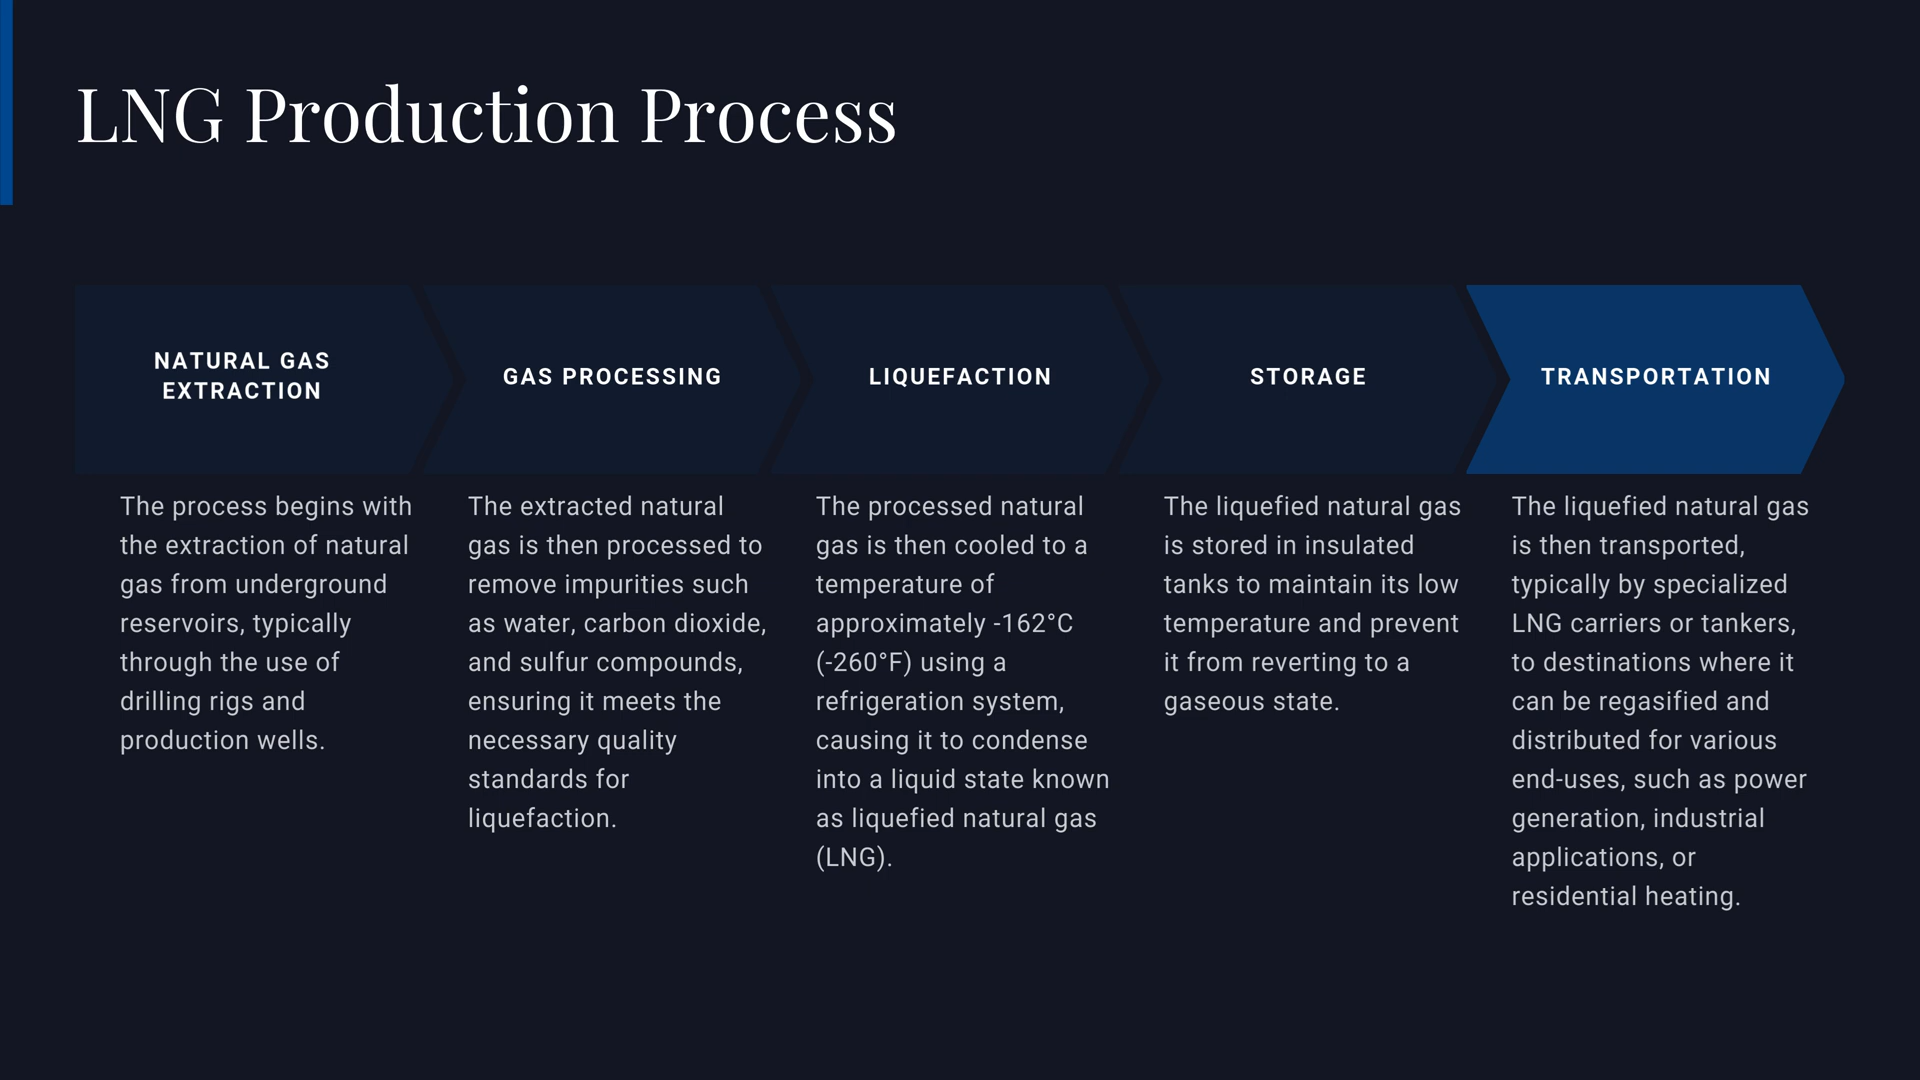 LNG Production Process
NATURAL GAS
EXTRACTION
The process begins with
the extraction of natural
gas from underground
reservoirs, typically
through the use of
drilling rigs and
production wells.
GAS PROCESSING
The extracted natural
gas is then processed to
remove impurities such
as water, carbon dioxide,
and sulfur compounds,
ensuring it meets the
necessary quality
standards for
liquefaction.
LIQUEFACTION
The processed natural
gas is then cooled to a
temperature of
approximately -162°C
(-260°F) using a
refrigeration system,
causing it to condense
into a liquid state known
as liquefied natural gas
(LNG).
STORAGE
The liquefied natural gas
is stored in insulated
tanks to maintain its low
temperature and prevent
it from reverting to a
gaseous state.
TRANSPORTATION
The liquefied natural gas
is then transported,
typically by specialized
LNG carriers or tankers,
to destinations where it
can be regasified and
distributed for various
end-uses, such as power
generation, industrial
applications, or
residential heating.